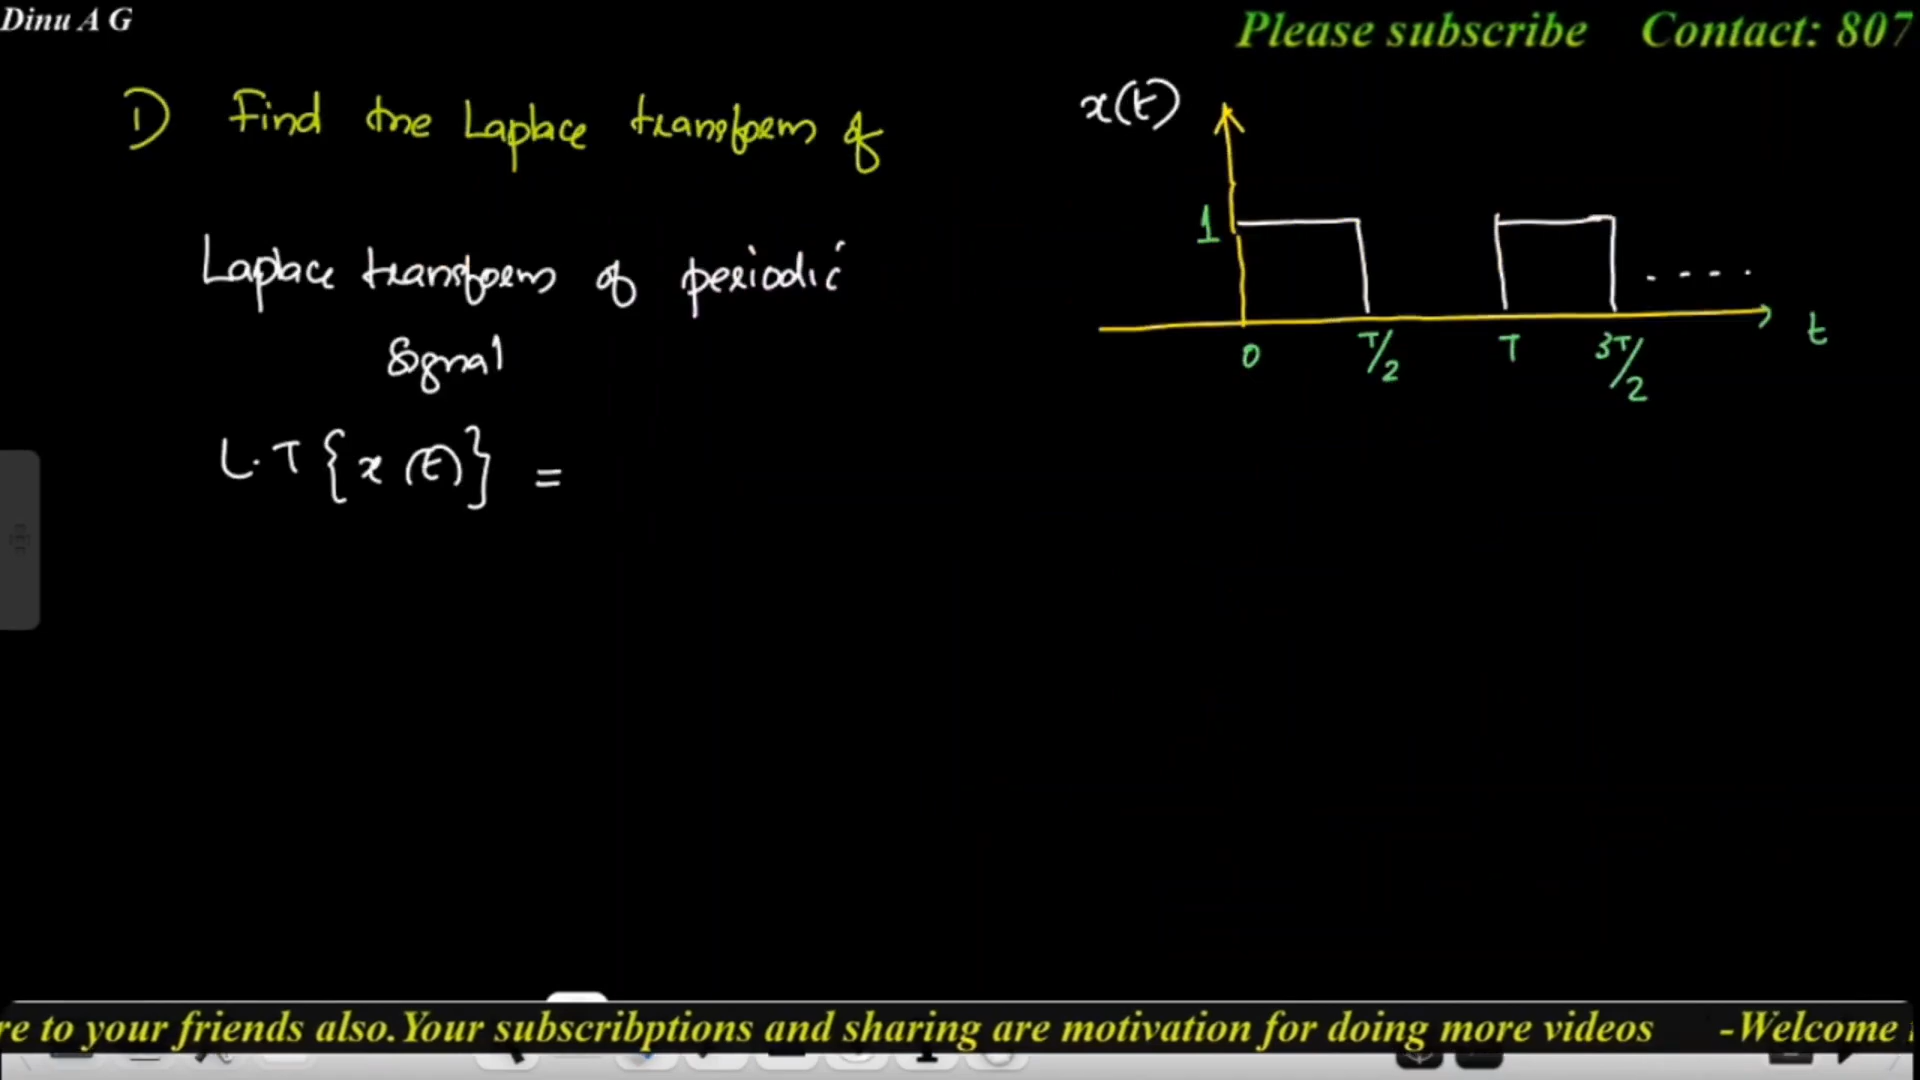 Dinu A G
Please subscribe Contact: 807
1) Find the Laplace transform of
x(t)
1
Laplace transform of periodic
signal
0 T/2 T 3T/2 t
L.T {x(t)} =
re to your friends also.Your subscribptions and sharing are motivation for doing more videos -Welcome